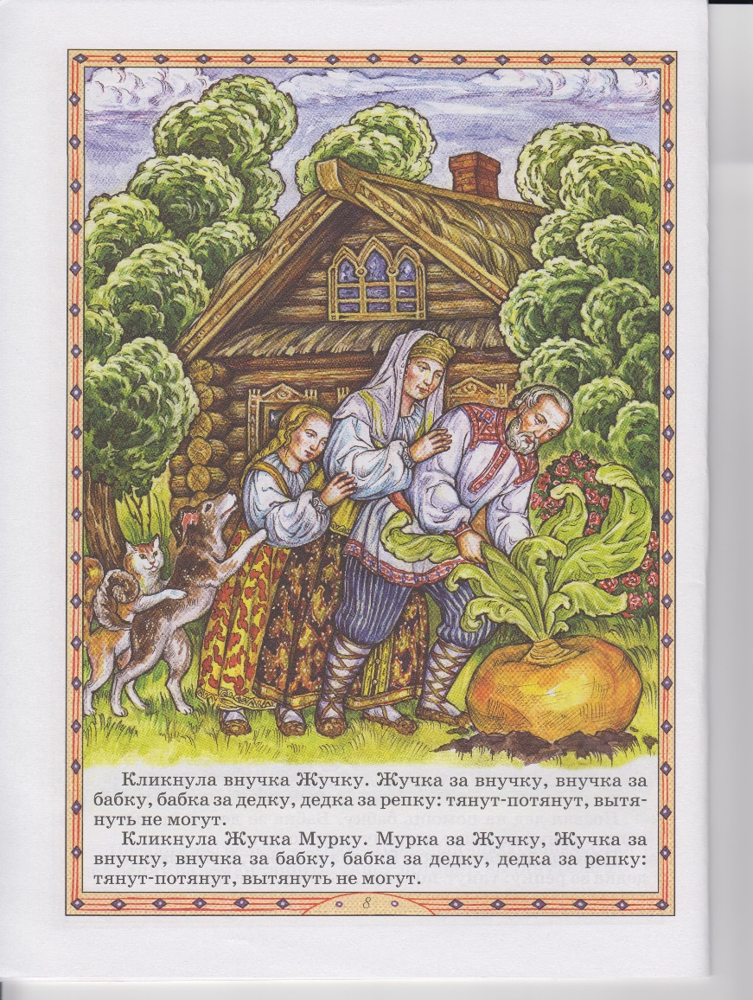 Кликнула внучка Жучку. Жучка за внучку, внучка за
бабку, бабка за дедку, дедка за репку: тянут-потянут, вытя-
нуть не могут.
Кликнула Жучка Мурку. Мурка за Жучку, Жучка за
внучку, внучка за бабку, бабка за дедку, дедка за репку:
тянут-потянут, вытянуть не могут.
8